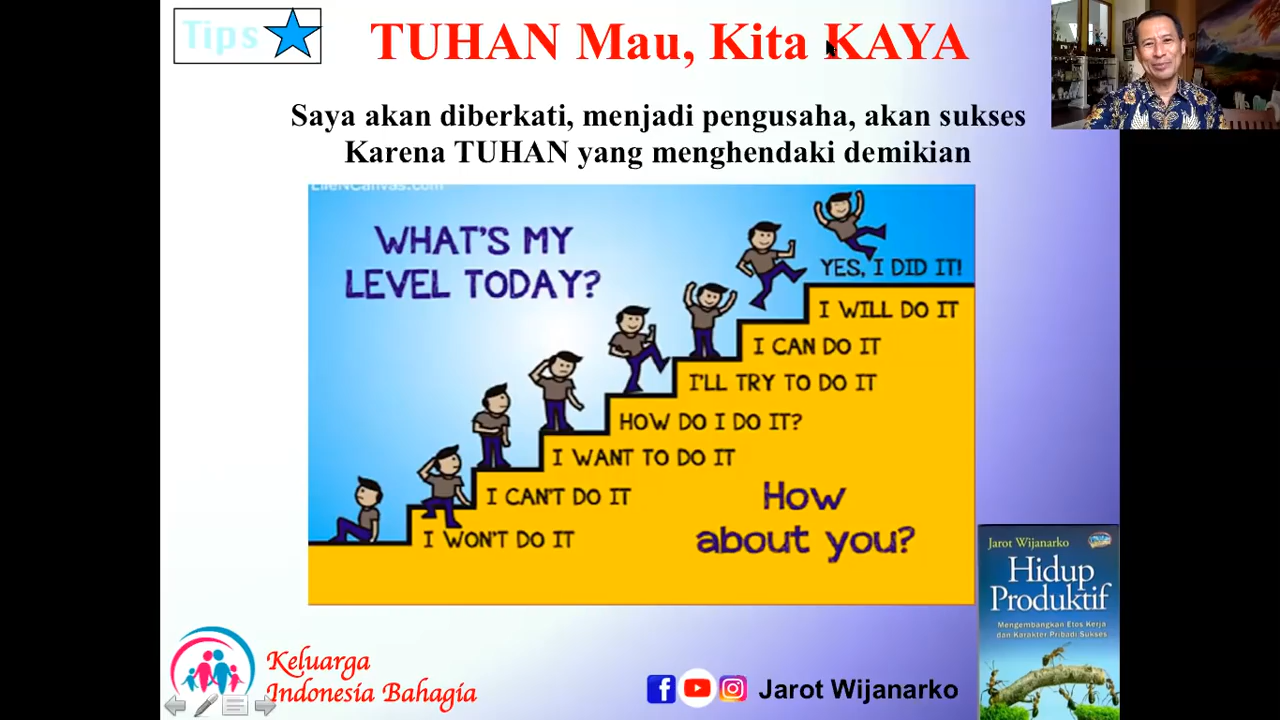 Tips
TUHAN Mau, Kita KAYA
Saya akan diberkati, menjadi pengusaha, akan sukses
Karena TUHAN yang menghendaki demikian
WHAT'S MY
LEVEL TODAY?
YES, I DID IT!
I WILL DO IT
I CAN DO IT
I'LL TRY TO DO IT
HOW DO I DO IT?
I WANT TO DO IT
I CAN'T DO IT
I WON'T DO IT
How
about you?
Jarot Wijanarko
Hidup
Produktif
Mengembangkan Etos Kerja
dan Karakter Pribadi Sukses
Keluarga
Indonesia Bahagia
Jarot Wijanarko